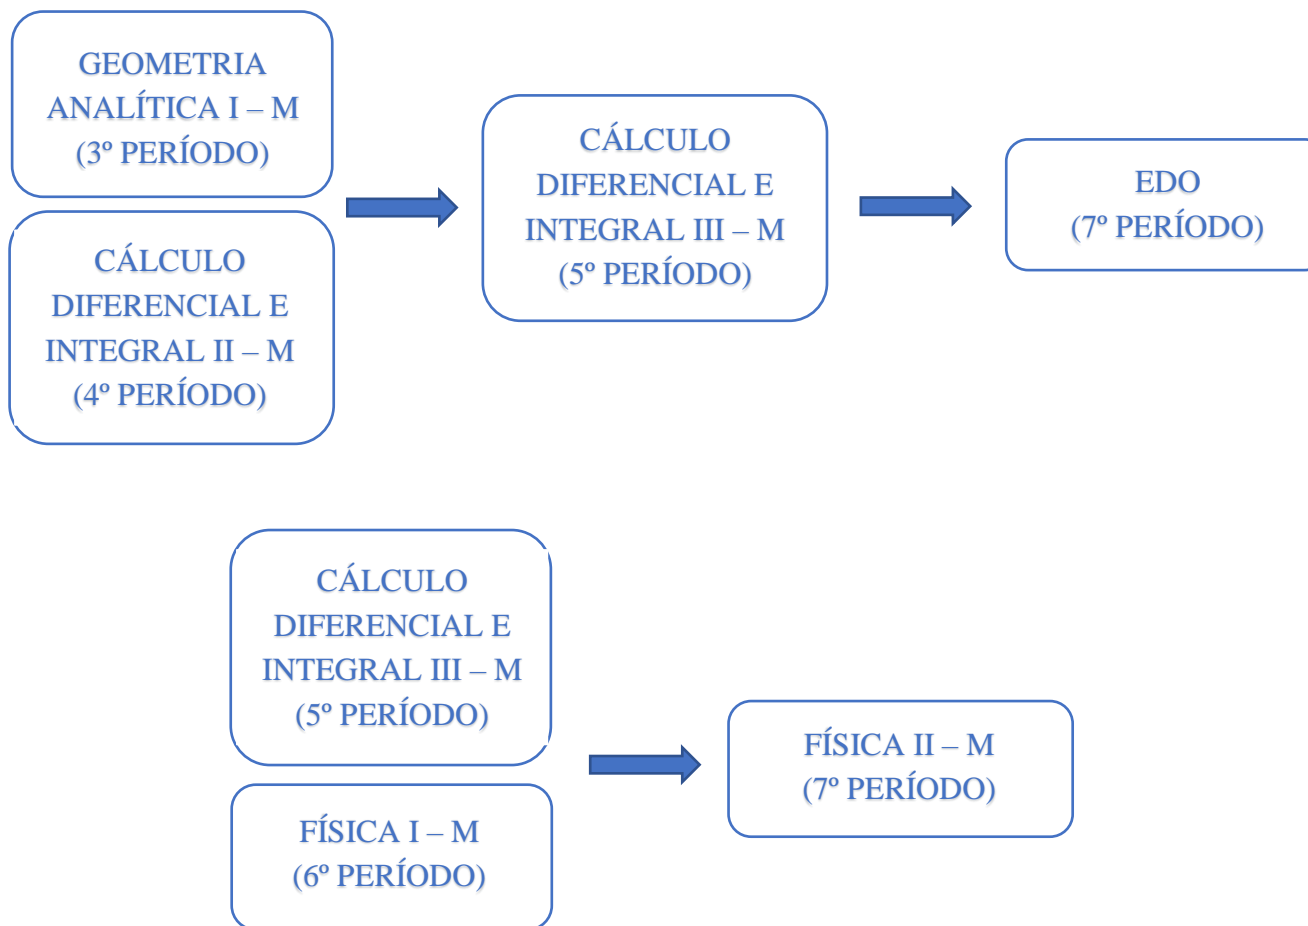 GEOMETRIA
ANALÍTICA I – M
(3º PERÍODO)
CÁLCULO
DIFERENCIAL E
INTEGRAL II – M
(4º PERÍODO)
CÁLCULO
DIFERENCIAL E
INTEGRAL III – M
(5º PERÍODO)
EDO
(7º PERÍODO)
CÁLCULO
DIFERENCIAL E
INTEGRAL III – M
(5º PERÍODO)
FÍSICA I – M
(6º PERÍODO)
FÍSICA II – M
(7º PERÍODO)